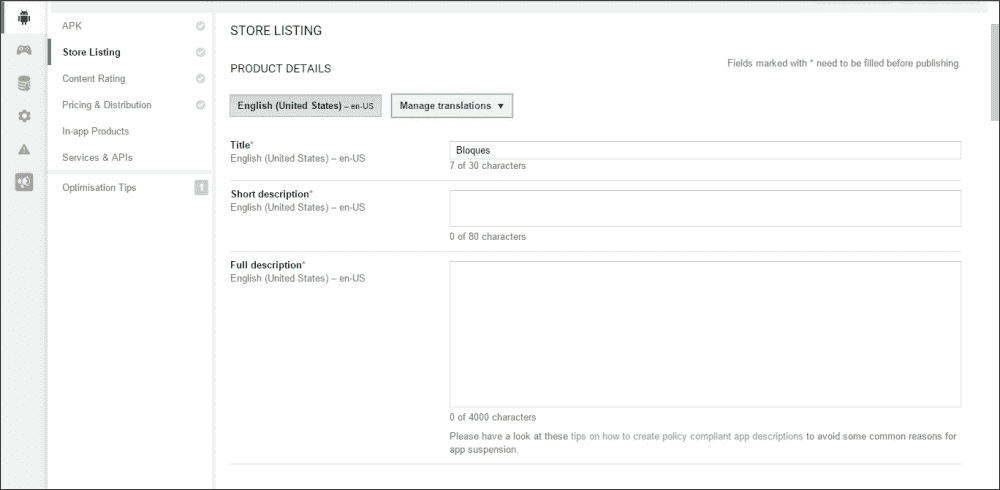 APK
Store Listing
Content Rating
Pricing & Distribution
In-app Products
Services & APIs
Optimisation Tips 1
STORE LISTING
PRODUCT DETAILS
Fields marked with * need to be filled before publishing.
English (United States) – en-US
Manage translations ▼
Title*
English (United States) – en-US
Bloques
7 of 30 characters
Short description*
English (United States) – en-US
0 of 80 characters
Full description*
English (United States) – en-US
0 of 4000 characters
Please have a look at these tips on how to create policy compliant app descriptions to avoid some common reasons for
app suspension.